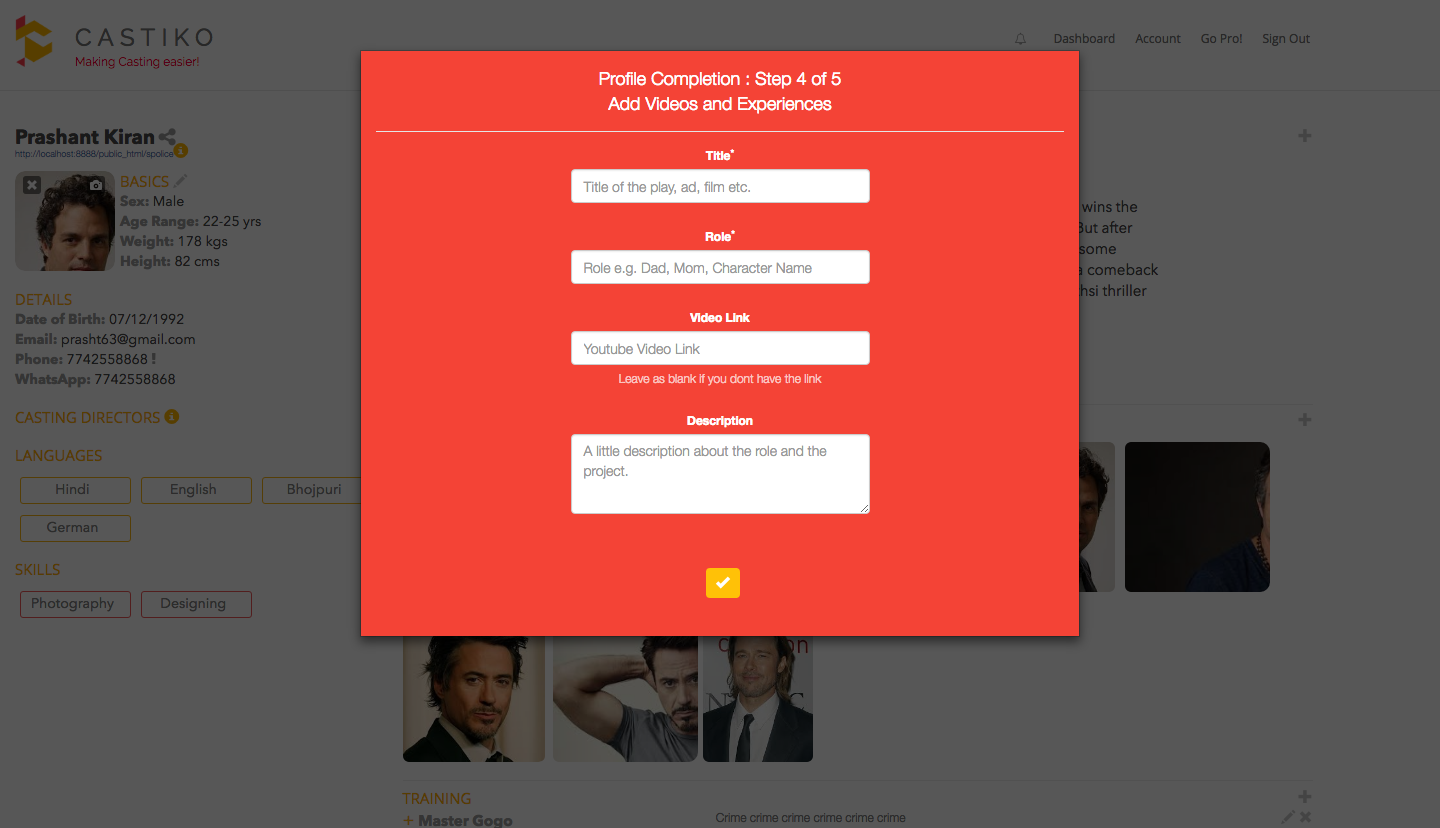 CASTIKO
Making Casting easier!
Dashboard
Account
Go Pro!
Sign Out
Prashant Kiran
http://localhost:8888/public_html/spolice
BASICS
Sex: Male
Age Range: 22-25 yrs
Weight: 178 kgs
Height: 82 cms
DETAILS
Date of Birth: 07/12/1992
Email: prasht63@gmail.com
Phone: 7742558868 !
WhatsApp: 7742558868
CASTING DIRECTORS
LANGUAGES
Hindi
English
Bhojpuri
German
SKILLS
Photography
Designing
Profile Completion : Step 4 of 5
Add Videos and Experiences
Title*
Title of the play, ad, film etc.
Role*
Role e.g. Dad, Mom, Character Name
Video Link
Youtube Video Link
Leave as blank if you dont have the link
Description
A little description about the role and the
project.
wins the
But after
some
a comeback
thriller
TRAINING
+ Master Gogo
Crime crime crime crime crime crime